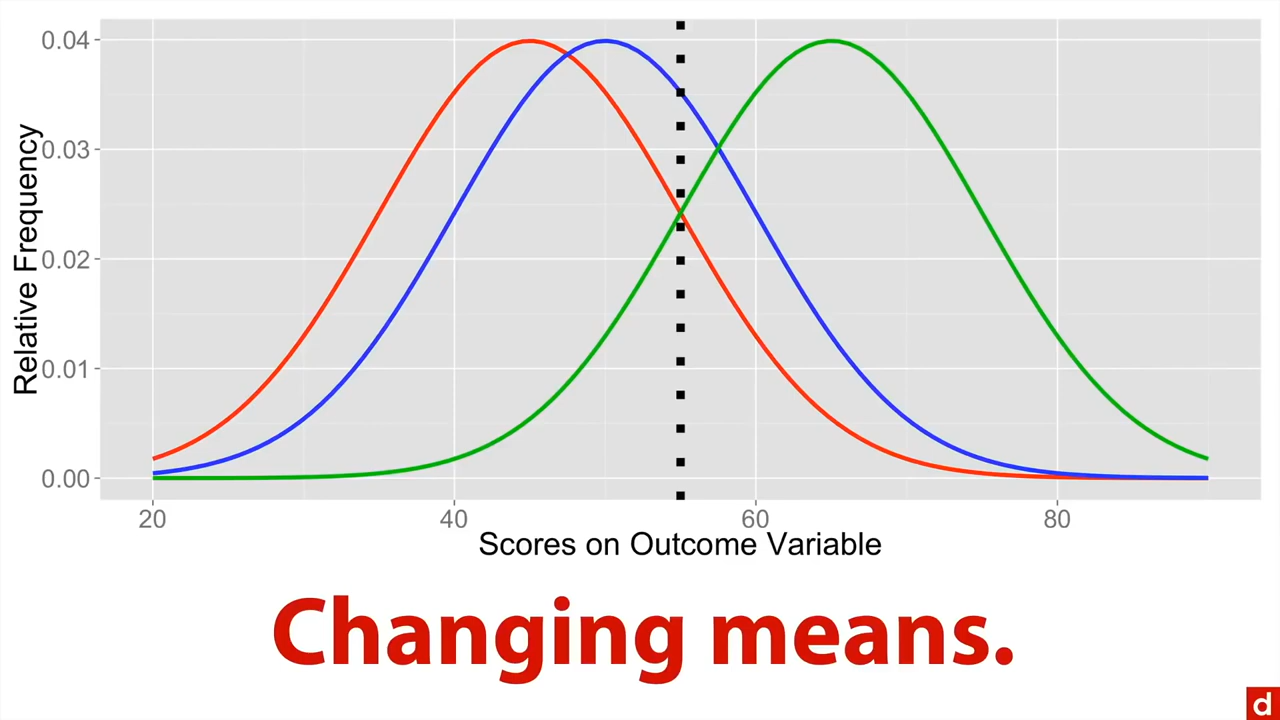 0.04
0.03
0.02
0.01
0.00
Relative Frequency
20 40 60 80
Scores on Outcome Variable
Changing means.
d